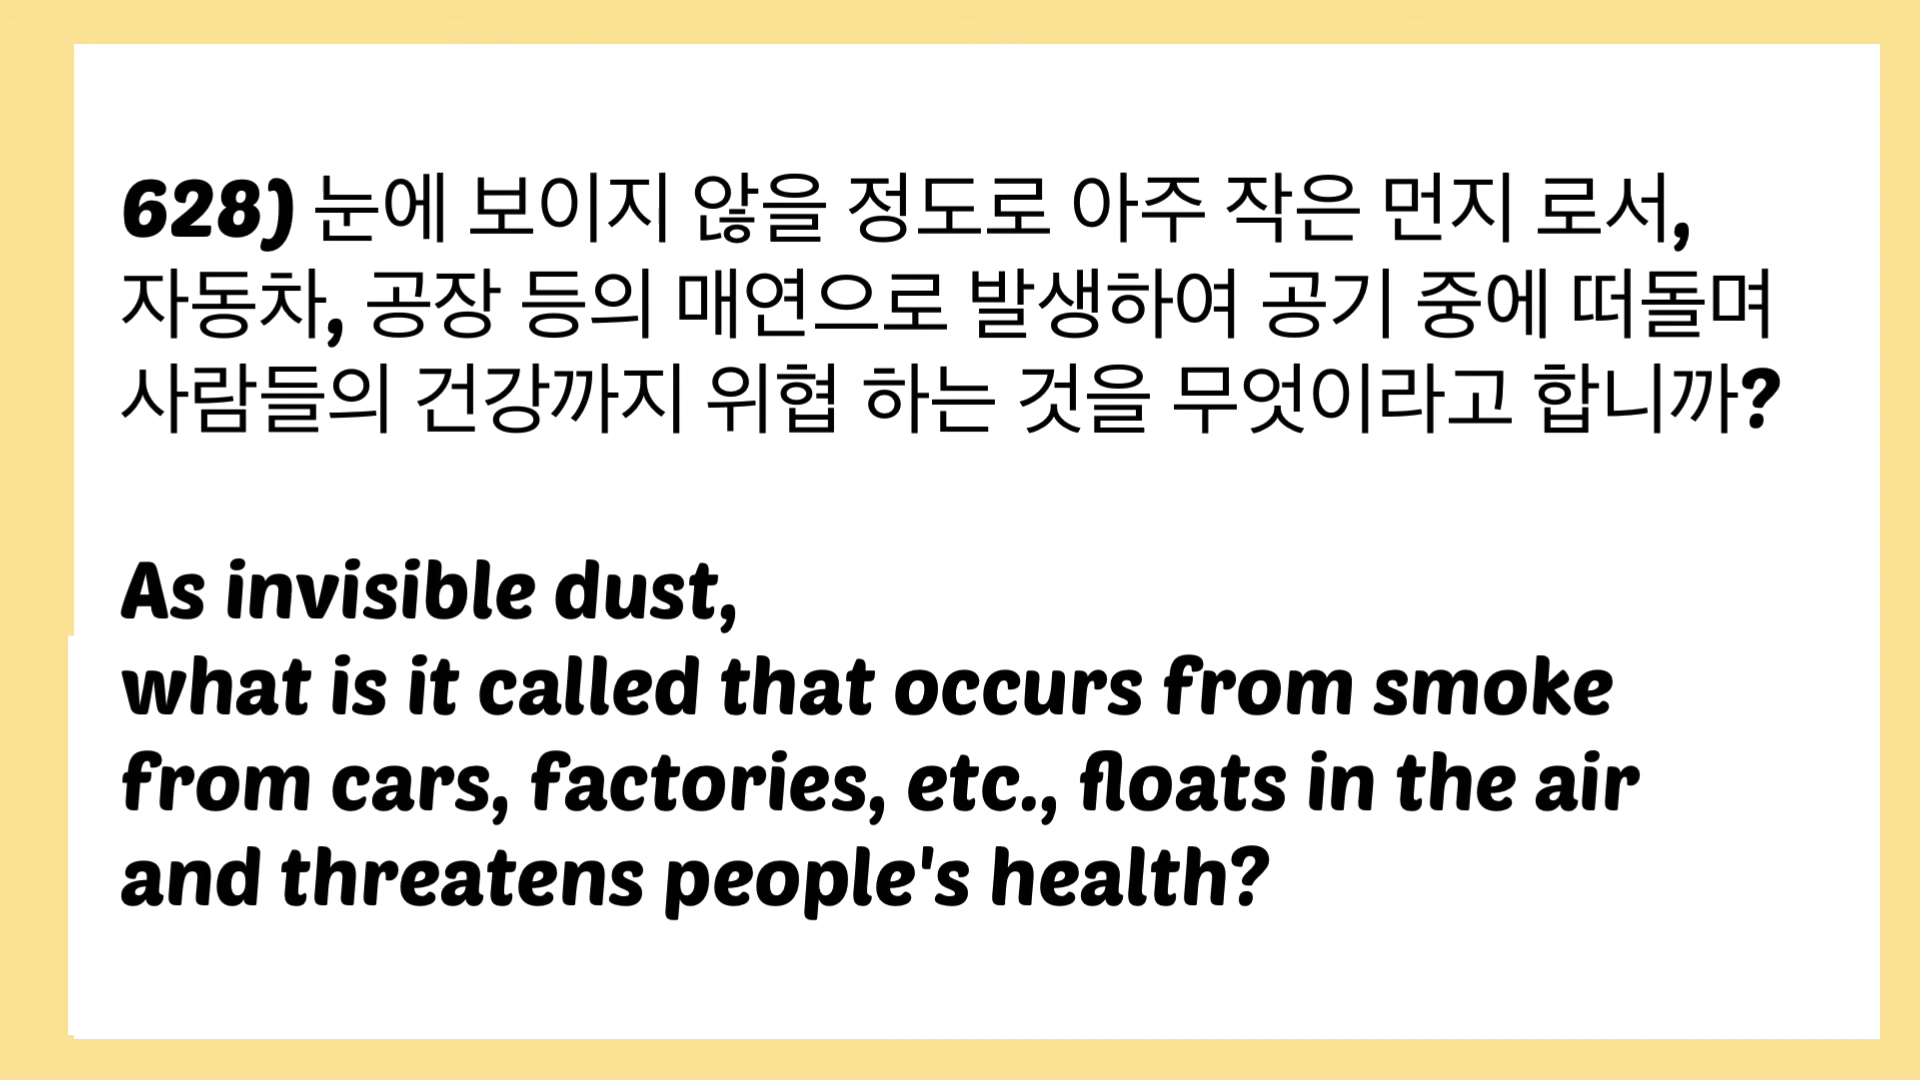 628) 눈에 보이지 않을 정도로 아주 작은 먼지 로서,
자동차, 공장 등의 매연으로 발생하여 공기 중에 떠돌며
사람들의 건강까지 위협 하는 것을 무엇이라고 합니까?
As invisible dust,
what is it called that occurs from smoke
from cars, factories, etc., floats in the air
and threatens people's health?